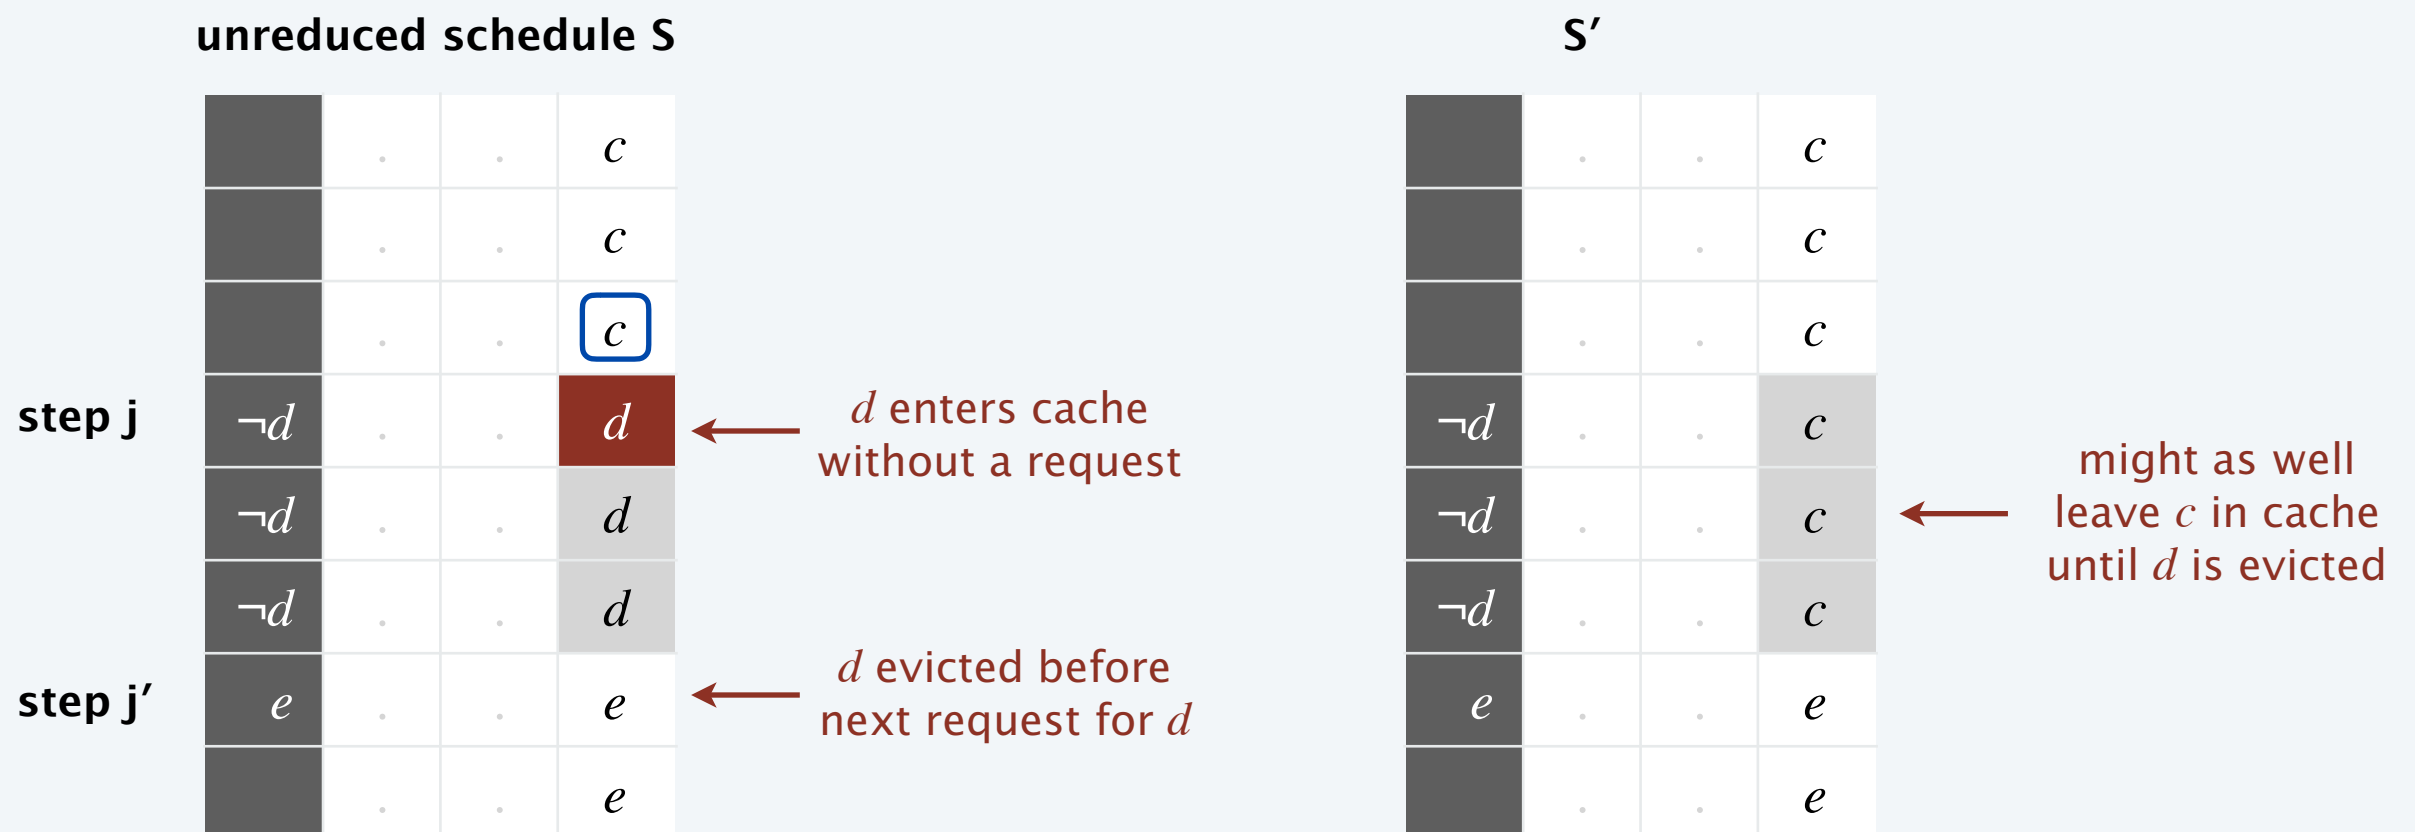 unreduced schedule S
S′
. . c
. . c
. . c
step j ¬d . . d
¬d . . d
¬d . . d
step j′ e . . e
. . e
d enters cache
without a request
d evicted before
next request for d
. . c
. . c
. . c
¬d . . c
¬d . . c
¬d . . c
e . . e
. . e
might as well
leave c in cache
until d is evicted